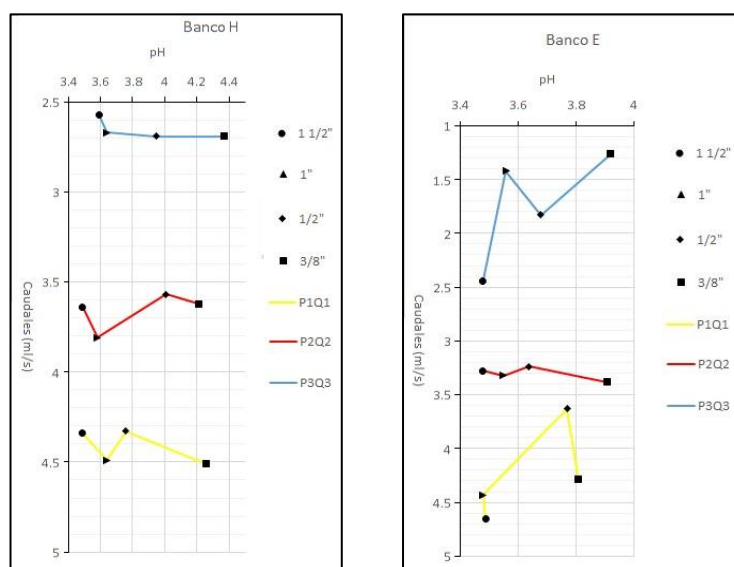 Banco H
pH
3.4 3.6 3.8 4 4.2 4.4
2.5
3
3.5
4
4.5
5
Caudales (ml/s)
1 1/2"
1"
1/2"
3/8"
P1Q1
P2Q2
P3Q3
Banco E
pH
3.4 3.6 3.8 4
1
1.5
2
2.5
3
3.5
4
4.5
5
Caudales (ml/s)
1 1/2"
1"
1/2"
3/8"
P1Q1
P2Q2
P3Q3